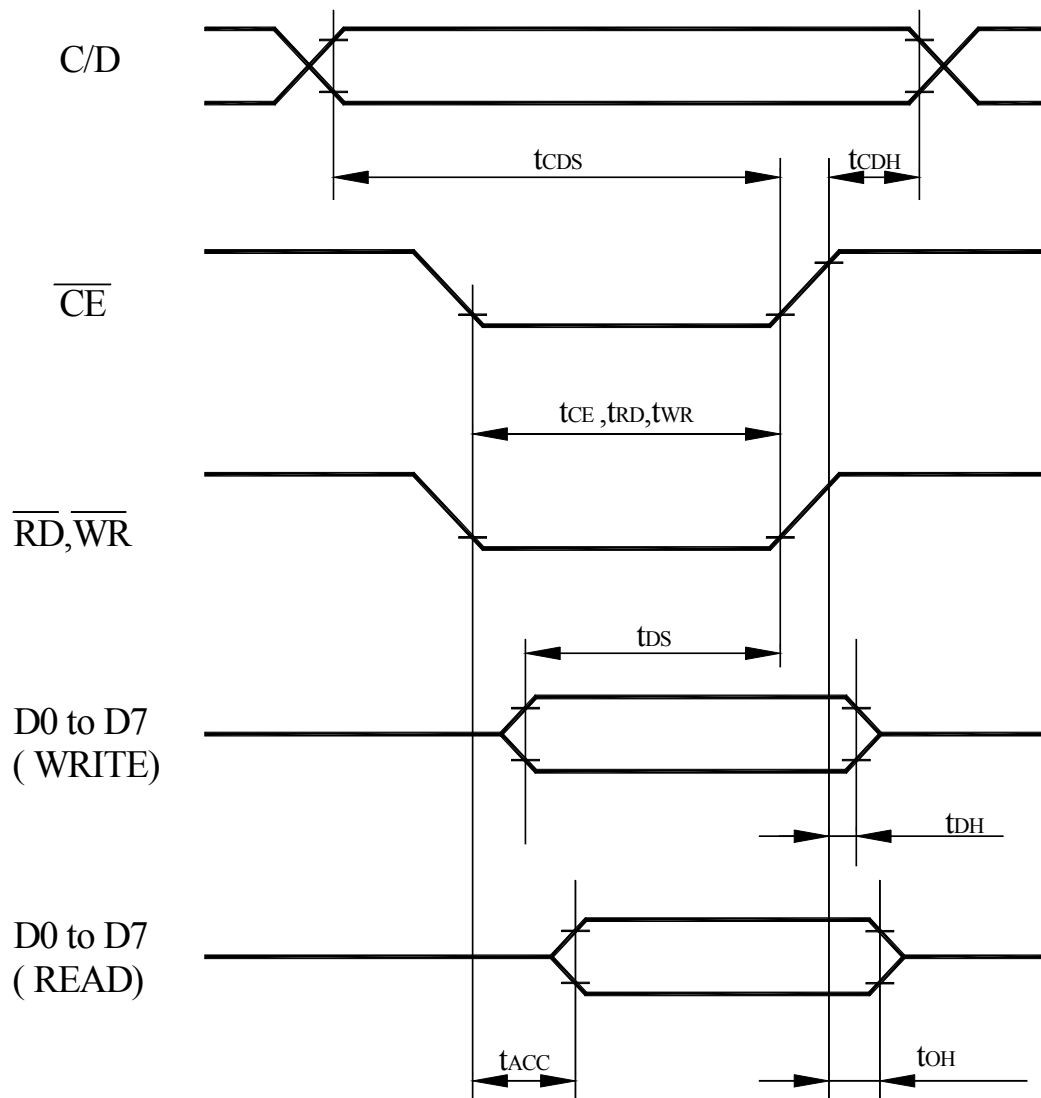 C/D
tCDS
tCDH
CE
tCE ,tRD,tWR
RD,WR
tDS
D0 to D7
( WRITE)
tDH
D0 to D7
( READ)
tACC
tOH